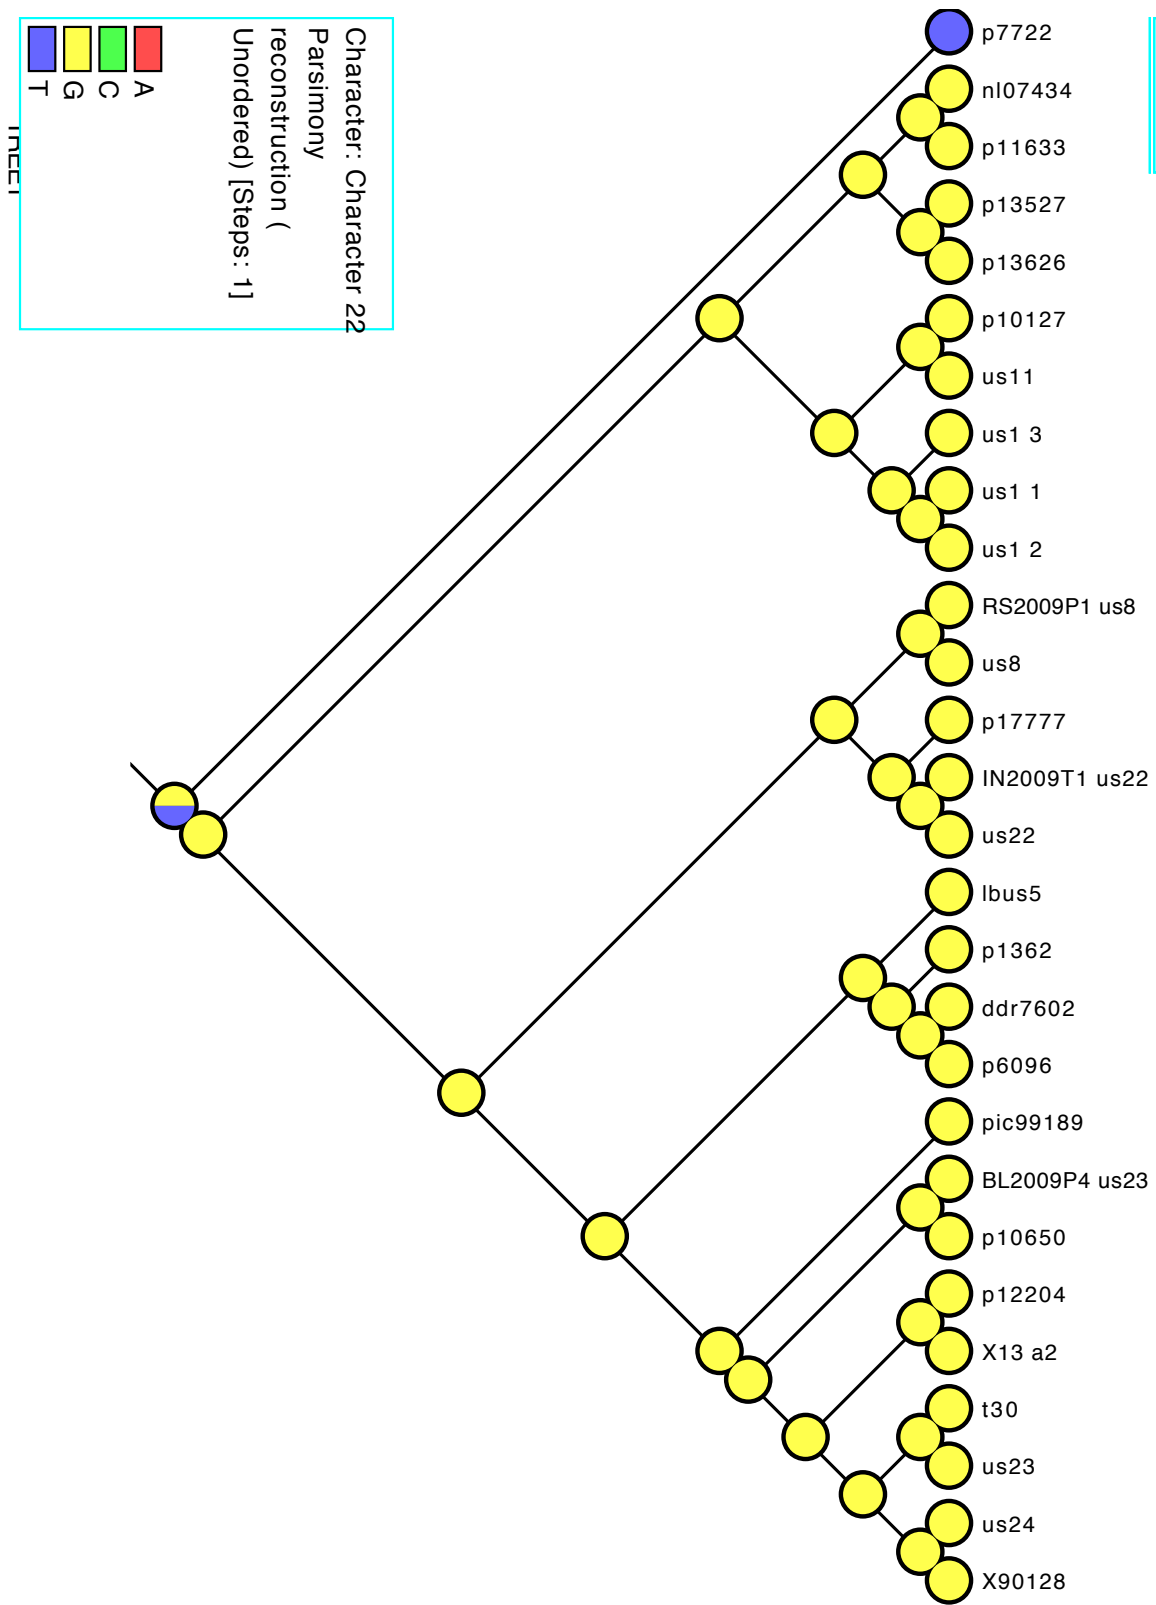 Character: Character 22
Parsimony
reconstruction (
Unordered) [Steps: 1]
A
C
G
T
p7722
nl07434
p11633
p13527
p13626
p10127
us11
us1 3
us1 1
us1 2
RS2009P1 us8
us8
p17777
IN2009T1 us22
us22
lbus5
p1362
ddr7602
p6096
pic99189
BL2009P4 us23
p10650
p12204
X13 a2
t30
us23
us24
X90128